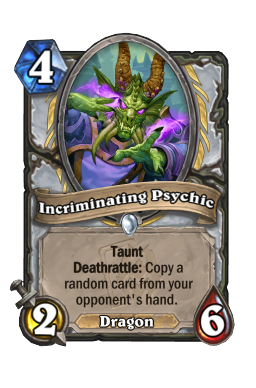 4
Incriminating Psychic
Taunt
Deathrattle: Copy a
random card from your
opponent's hand.
2
Dragon
6